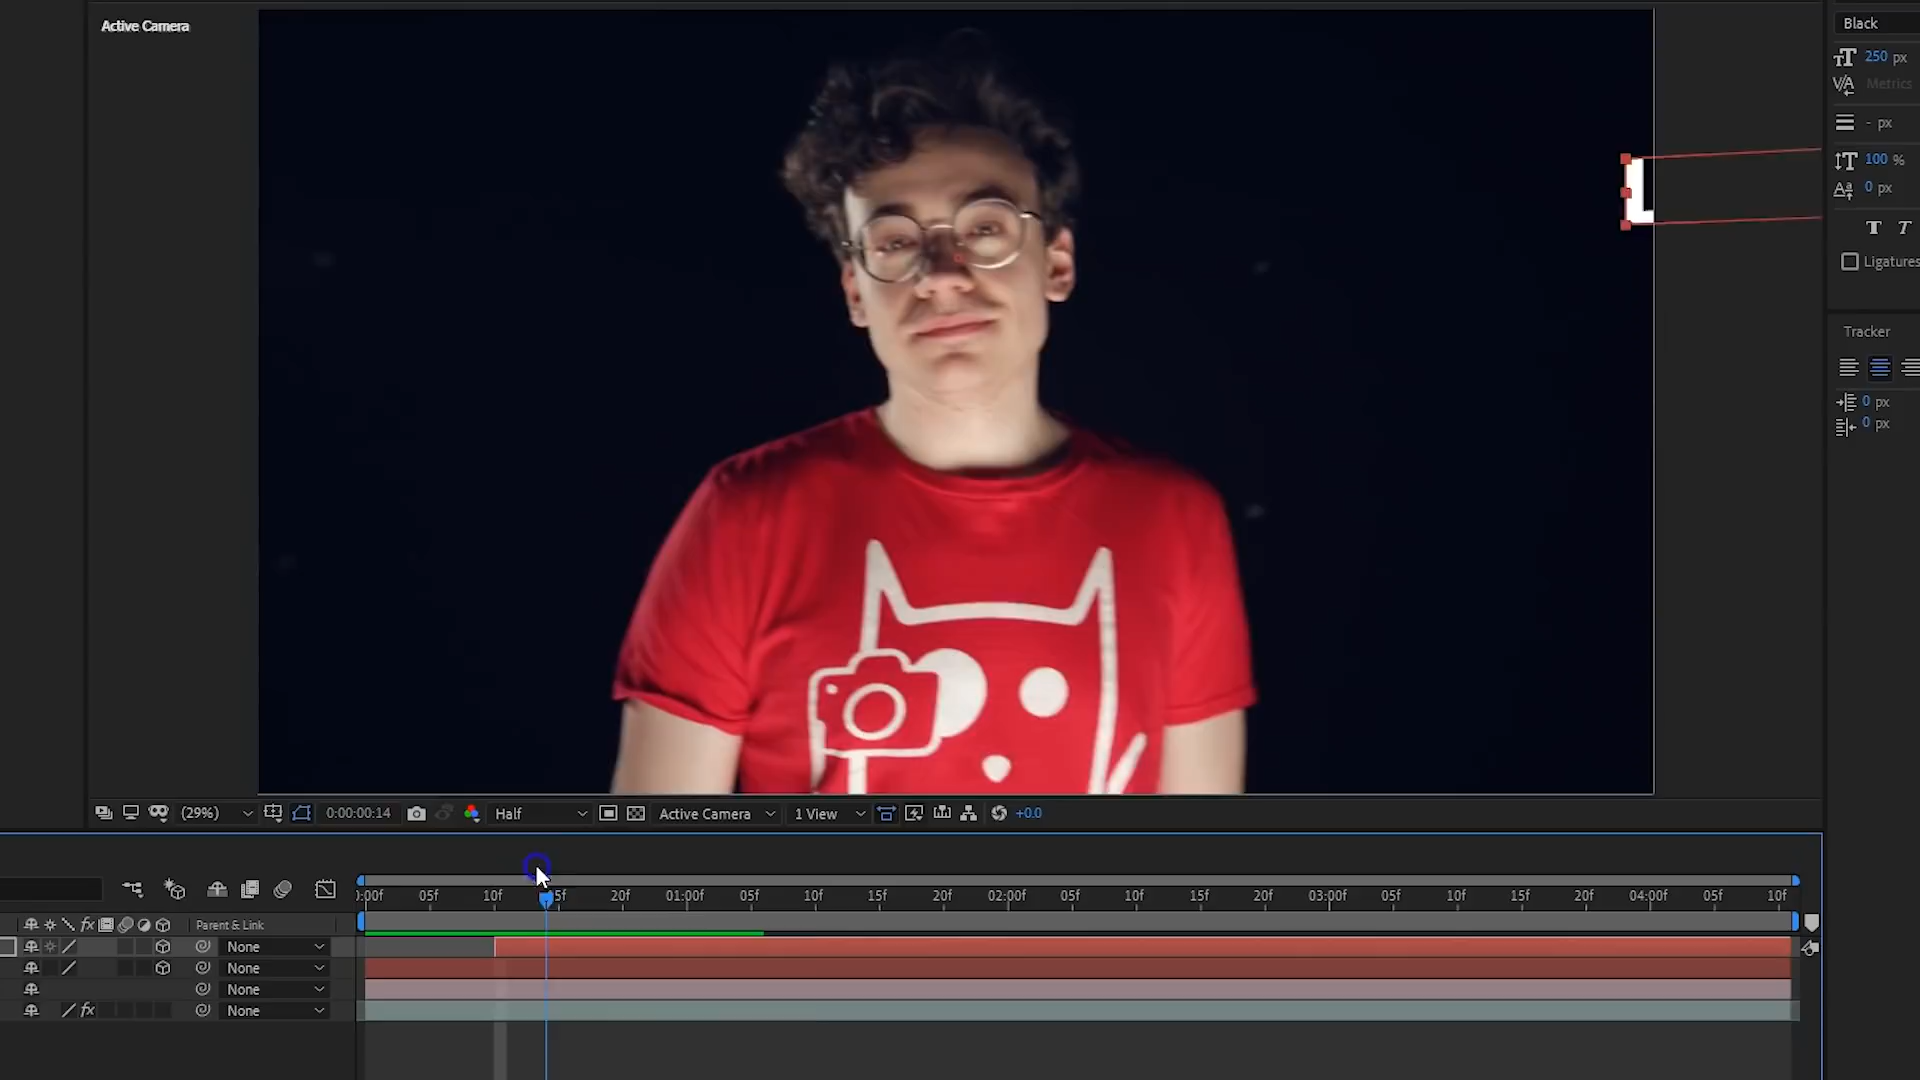 Active Camera
Black
250 px
Metrics
- px
100 %
0 px
T T
Ligatures
Tracker
0 px
0 px
L
(29%)
0:00:00:14
Half
Active Camera
1 View
+0.0
:00f 05f 10f 5f 20f 01:00f 05f 10f 15f 20f 02:00f 05f 10f 15f 20f 03:00f 05f 10f 15f 20f 04:00f 05f 10f
fx Parent & Link
None
None
None
fx None